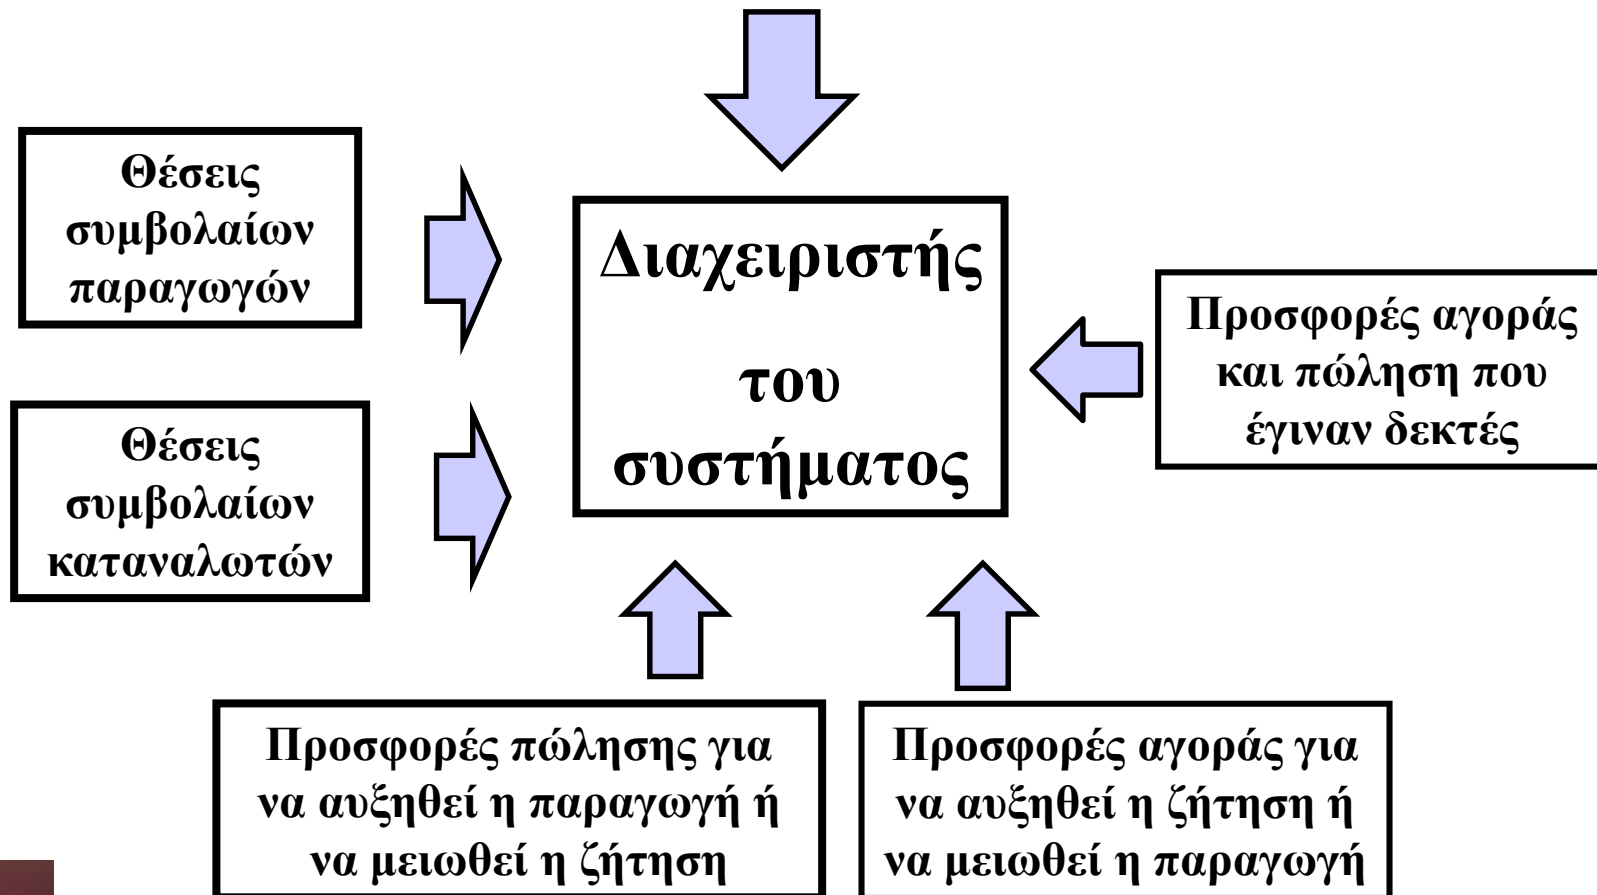 Θέσεις
συμβολαίων
παραγωγών
Διαχειριστής
του
συστήματος
Προσφορές αγοράς
και πώληση που
έγιναν δεκτές
Θέσεις
συμβολαίων
καταναλωτών
Προσφορές πώλησης για
να αυξηθεί η παραγωγή ή
να μειωθεί η ζήτηση
Προσφορές αγοράς για
να αυξηθεί η ζήτηση ή
να μειωθεί η παραγωγή